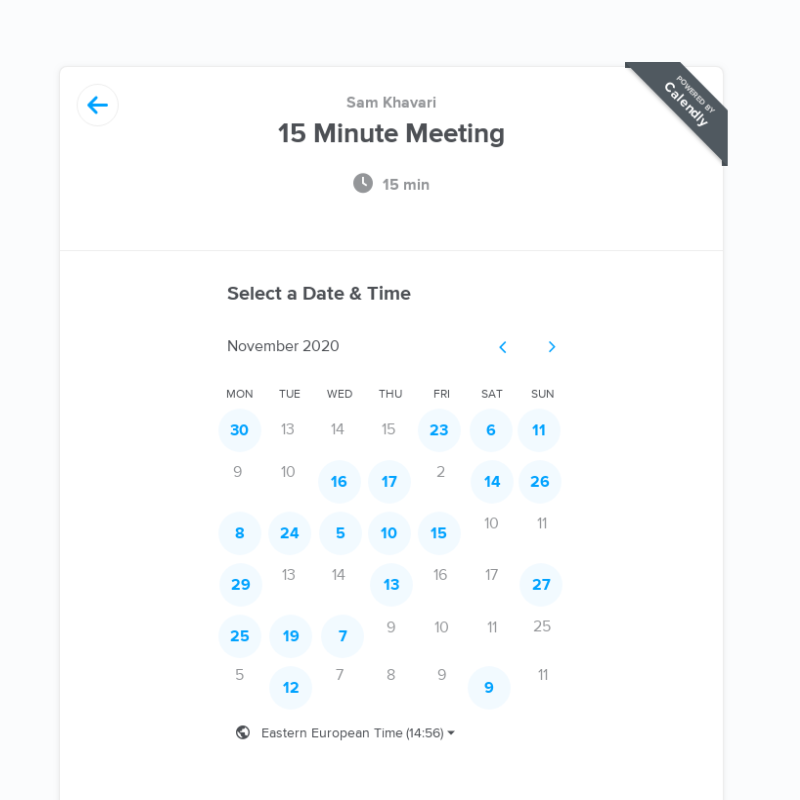 Sam Khavari
15 Minute Meeting
15 min
POWERED BY
Calendly
Select a Date & Time
November 2020
MON TUE WED THU FRI SAT SUN
30 13 14 15 23 6 11
9 10 16 17 2 14 26
8 24 5 10 15 10 11
29 13 14 13 16 17 27
25 19 7 9 10 11 25
5 12 7 8 9 9 11
Eastern European Time (14:56)